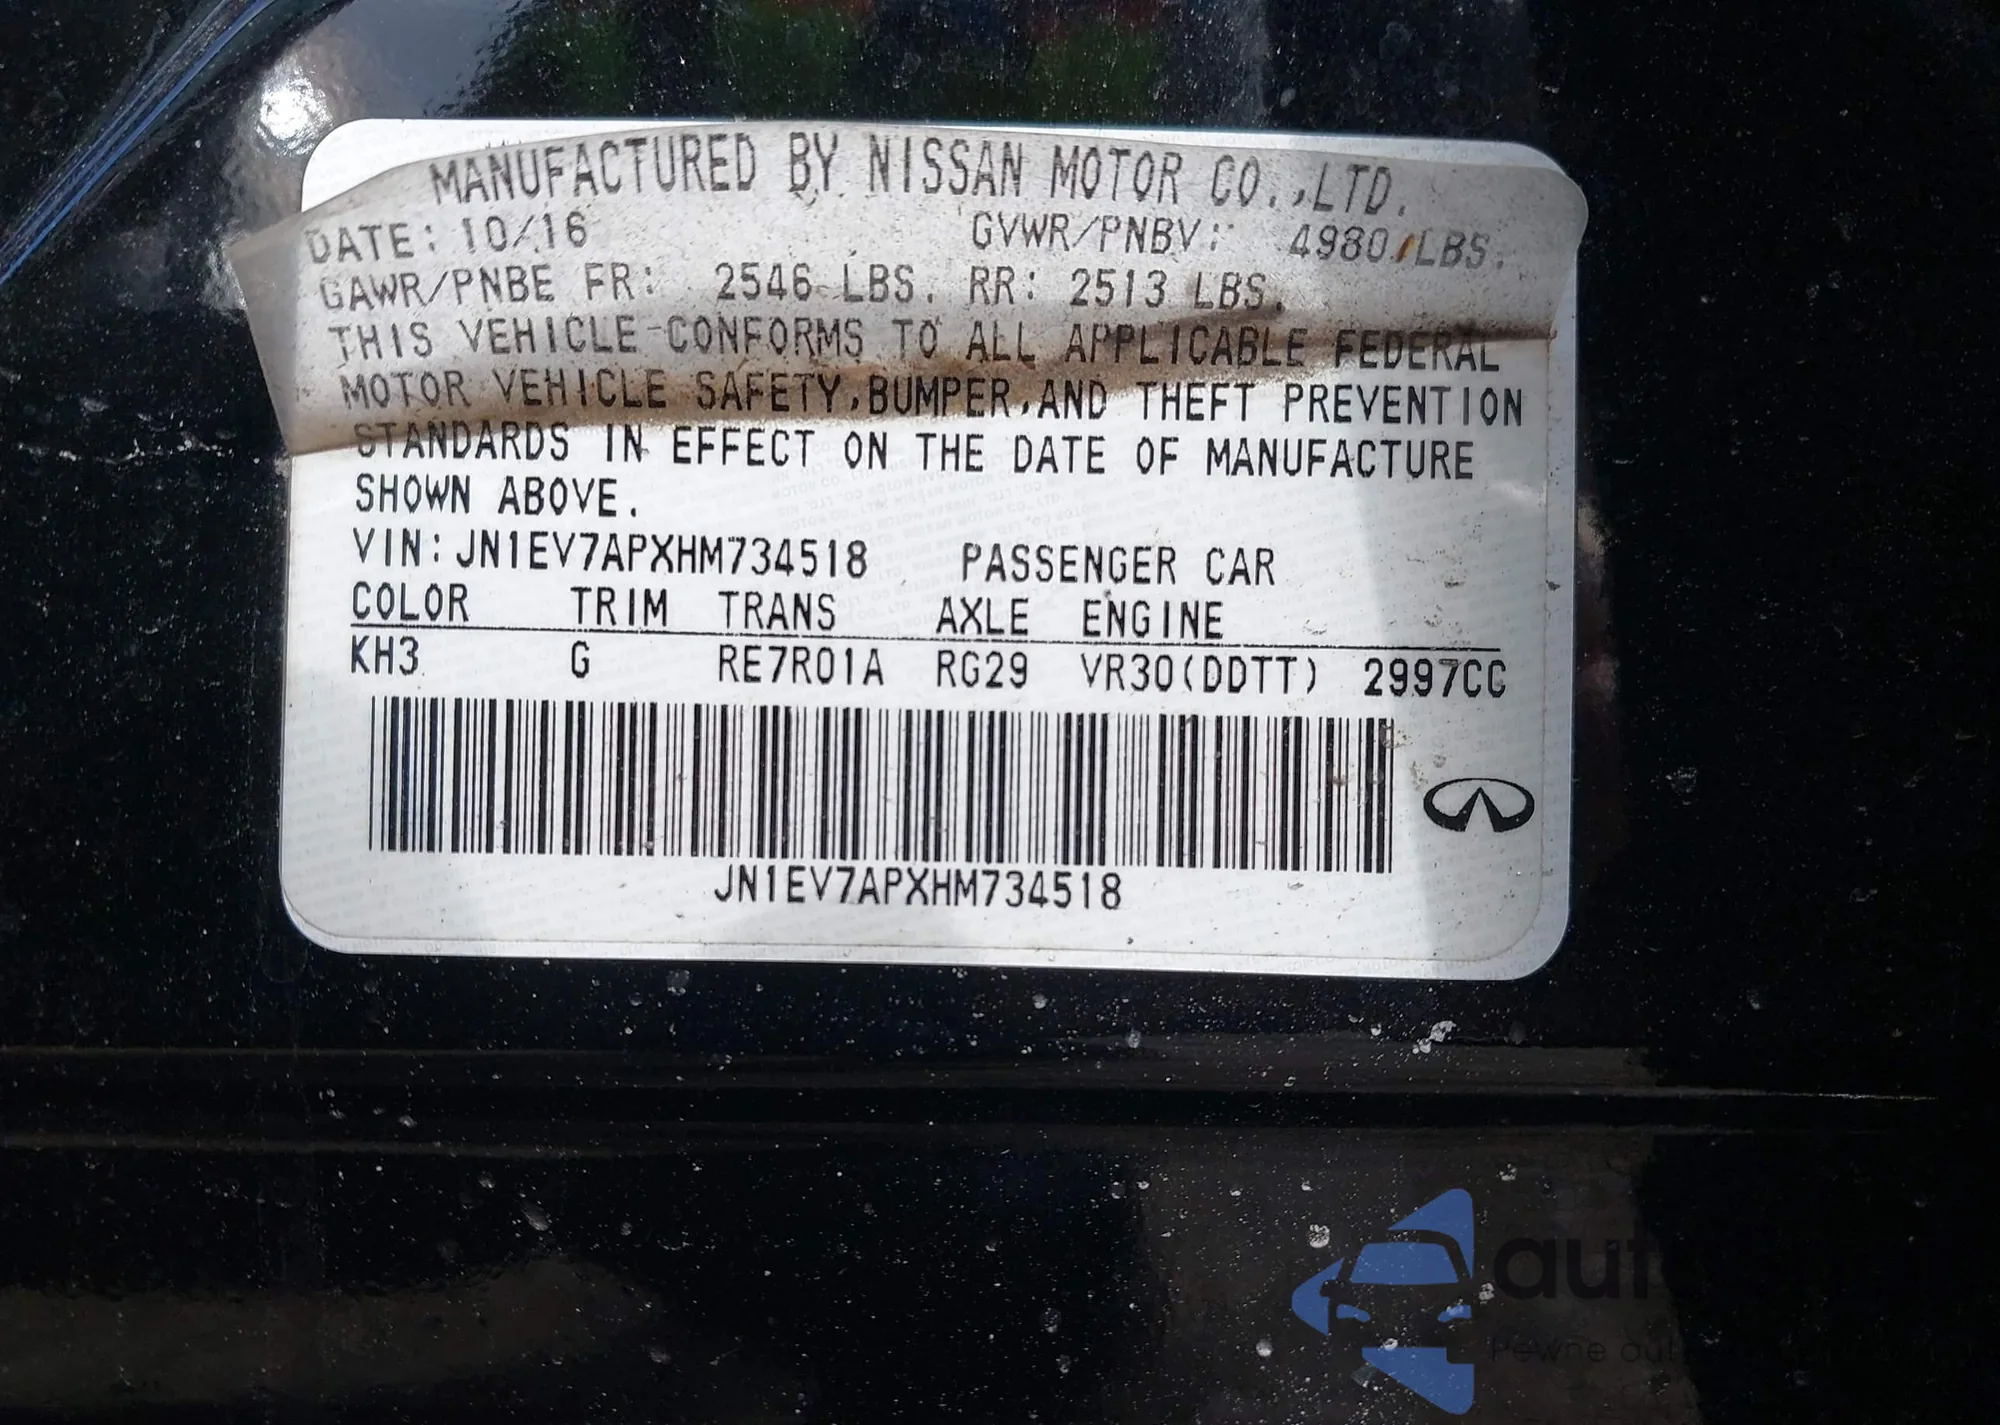 MANUFACTURED BY NISSAN MOTOR CO.,LTD.
DATE: 10/16 GVWR/PNBV: 4980 LBS.
GAWR/PNBE FR: 2546 LBS. RR: 2513 LBS.
THIS VEHICLE CONFORMS TO ALL APPLICABLE FEDERAL
MOTOR VEHICLE SAFETY,BUMPER,AND THEFT PREVENTION
STANDARDS IN EFFECT ON THE DATE OF MANUFACTURE
SHOWN ABOVE.
VIN:JN1EV7APXHM734518 PASSENGER CAR
COLOR TRIM TRANS AXLE ENGINE
KH3 G RE7R01A RG29 VR30(DDTT) 2997CC
JN1EV7APXHM734518
Pewne